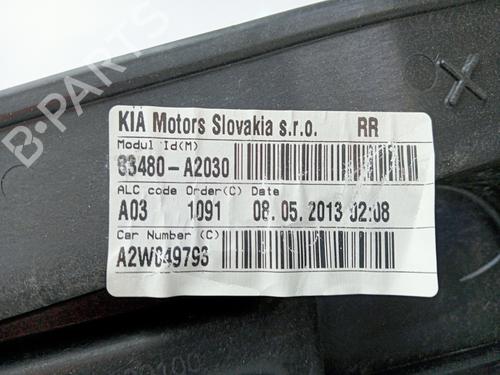 KIA Motors Slovakia s.r.o. RR
Modul Id(M)
83480-A2030
ALC code Order(C) Date
A03 1091 08.05.2013 02:08
Car Number (C)
A2W049793
B-PARTS